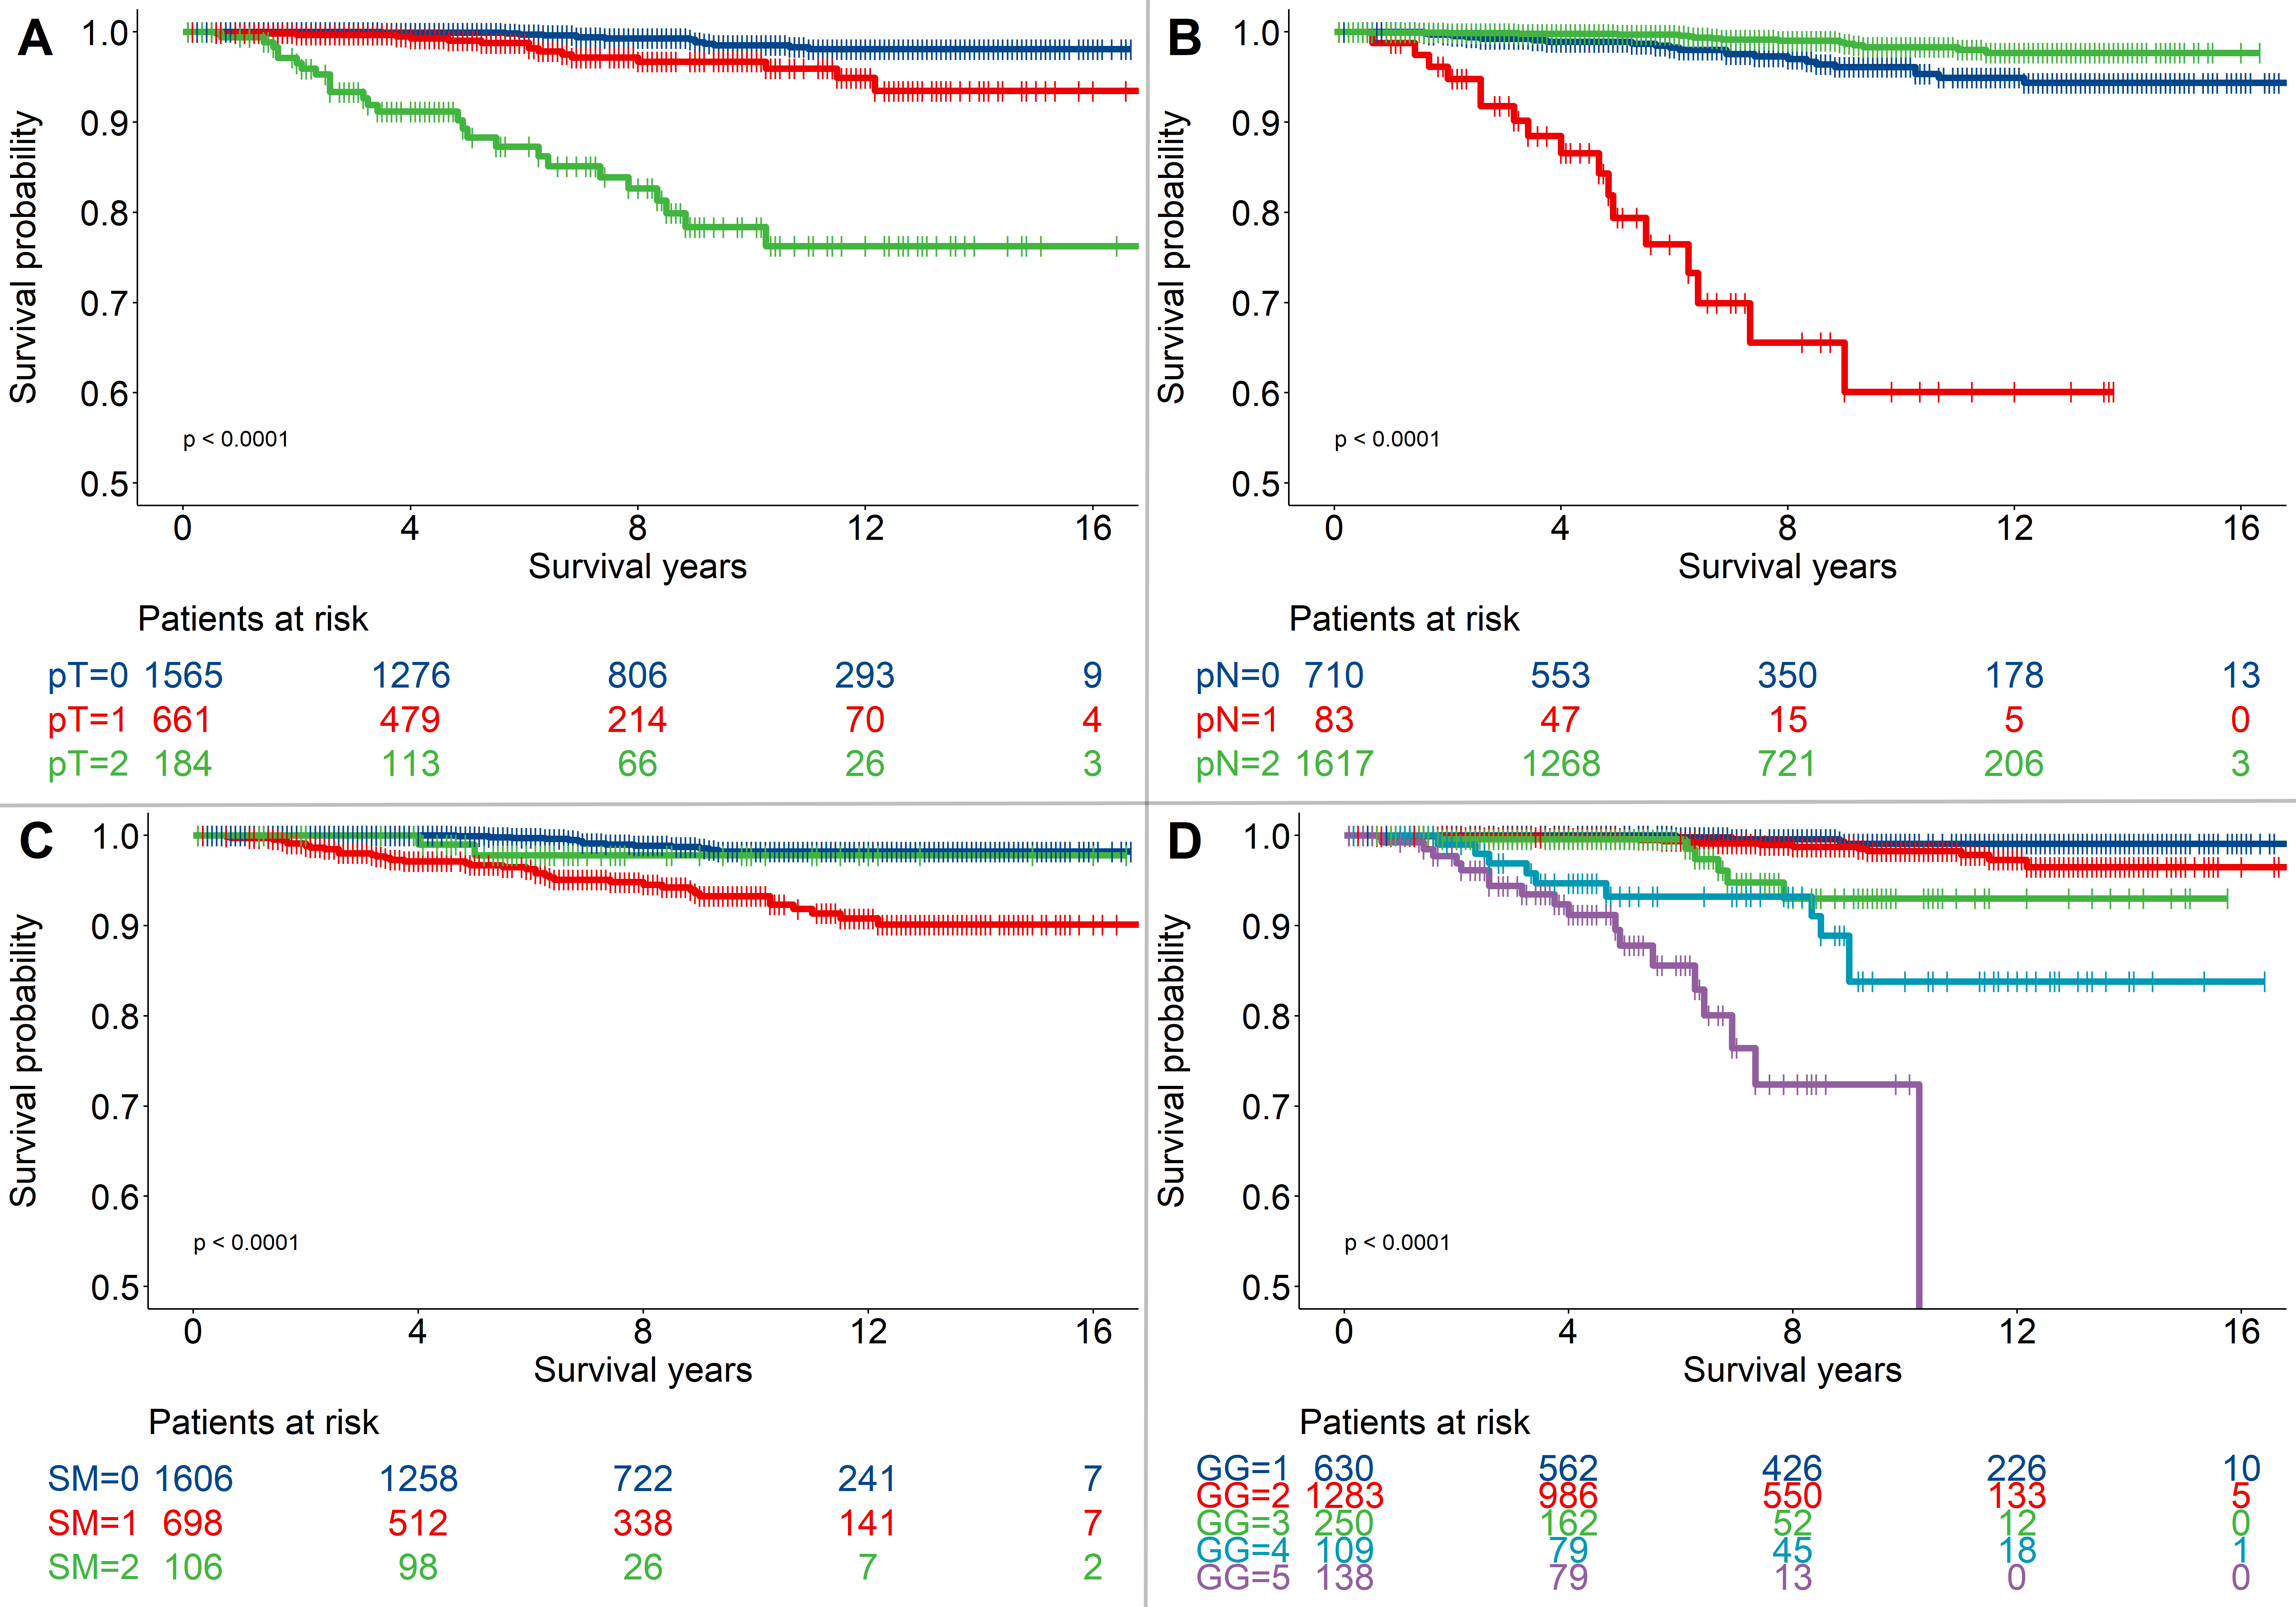 A
Survival probability
1.0
0.9
0.8
0.7
0.6
0.5
p < 0.0001
0 4 8 12 16
Survival years
Patients at risk
pT=0 1565 1276 806 293 9
pT=1 661 479 214 70 4
pT=2 184 113 66 26 3
B
Survival probability
1.0
0.9
0.8
0.7
0.6
0.5
p < 0.0001
0 4 8 12 16
Survival years
Patients at risk
pN=0 710 553 350 178 13
pN=1 83 47 15 5 0
pN=2 1617 1268 721 206 3
C
Survival probability
1.0
0.9
0.8
0.7
0.6
0.5
p < 0.0001
0 4 8 12 16
Survival years
Patients at risk
SM=0 1606 1258 722 241 7
SM=1 698 512 338 141 7
SM=2 106 98 26 7 2
D
Survival probability
1.0
0.9
0.8
0.7
0.6
0.5
p < 0.0001
0 4 8 12 16
Survival years
Patients at risk
GG=1 630 562 426 226 10
GG=2 1283 986 550 133 5
GG=3 250 162 52 12 0
GG=4 109 79 45 18 1
GG=5 138 79 13 0 0